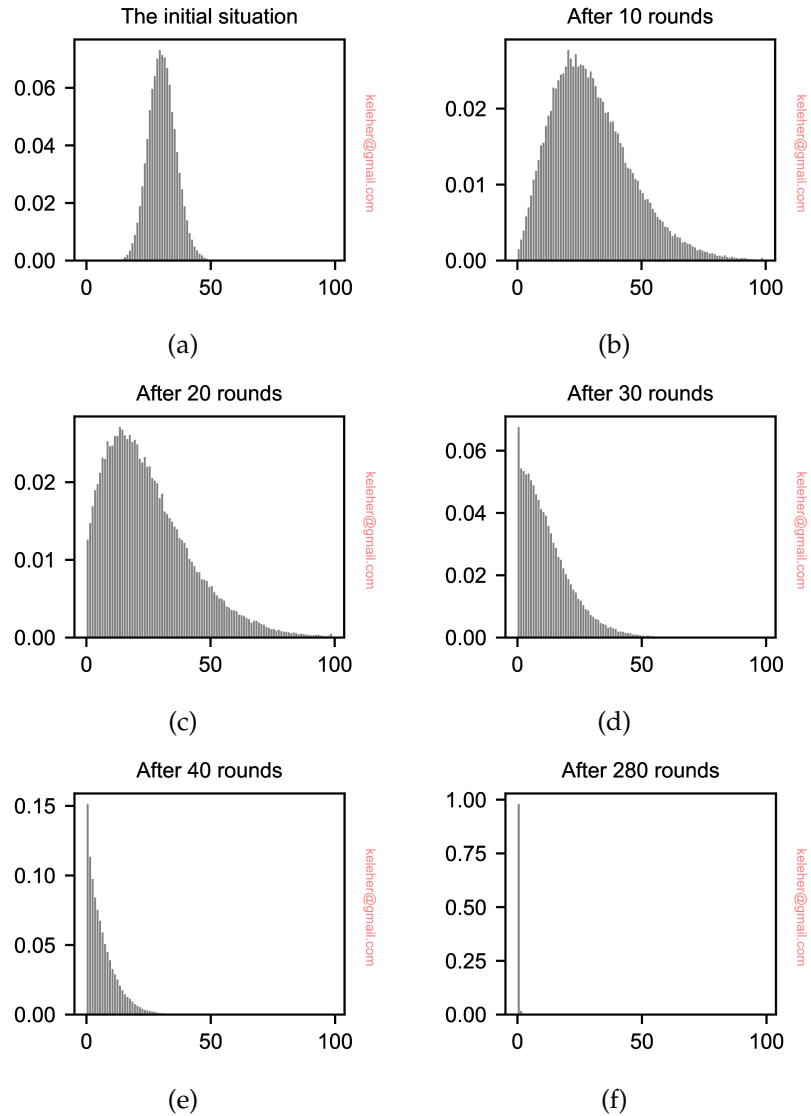 The initial situation
0.06
0.04
0.02
0.00
0 50 100
keleher@gmail.com
(a)
After 10 rounds
0.02
0.01
0.00
0 50 100
keleher@gmail.com
(b)
After 20 rounds
0.02
0.01
0.00
0 50 100
keleher@gmail.com
(c)
After 30 rounds
0.06
0.04
0.02
0.00
0 50 100
keleher@gmail.com
(d)
After 40 rounds
0.15
0.10
0.05
0.00
0 50 100
keleher@gmail.com
(e)
After 280 rounds
1.00
0.75
0.50
0.25
0.00
0 50 100
keleher@gmail.com
(f)